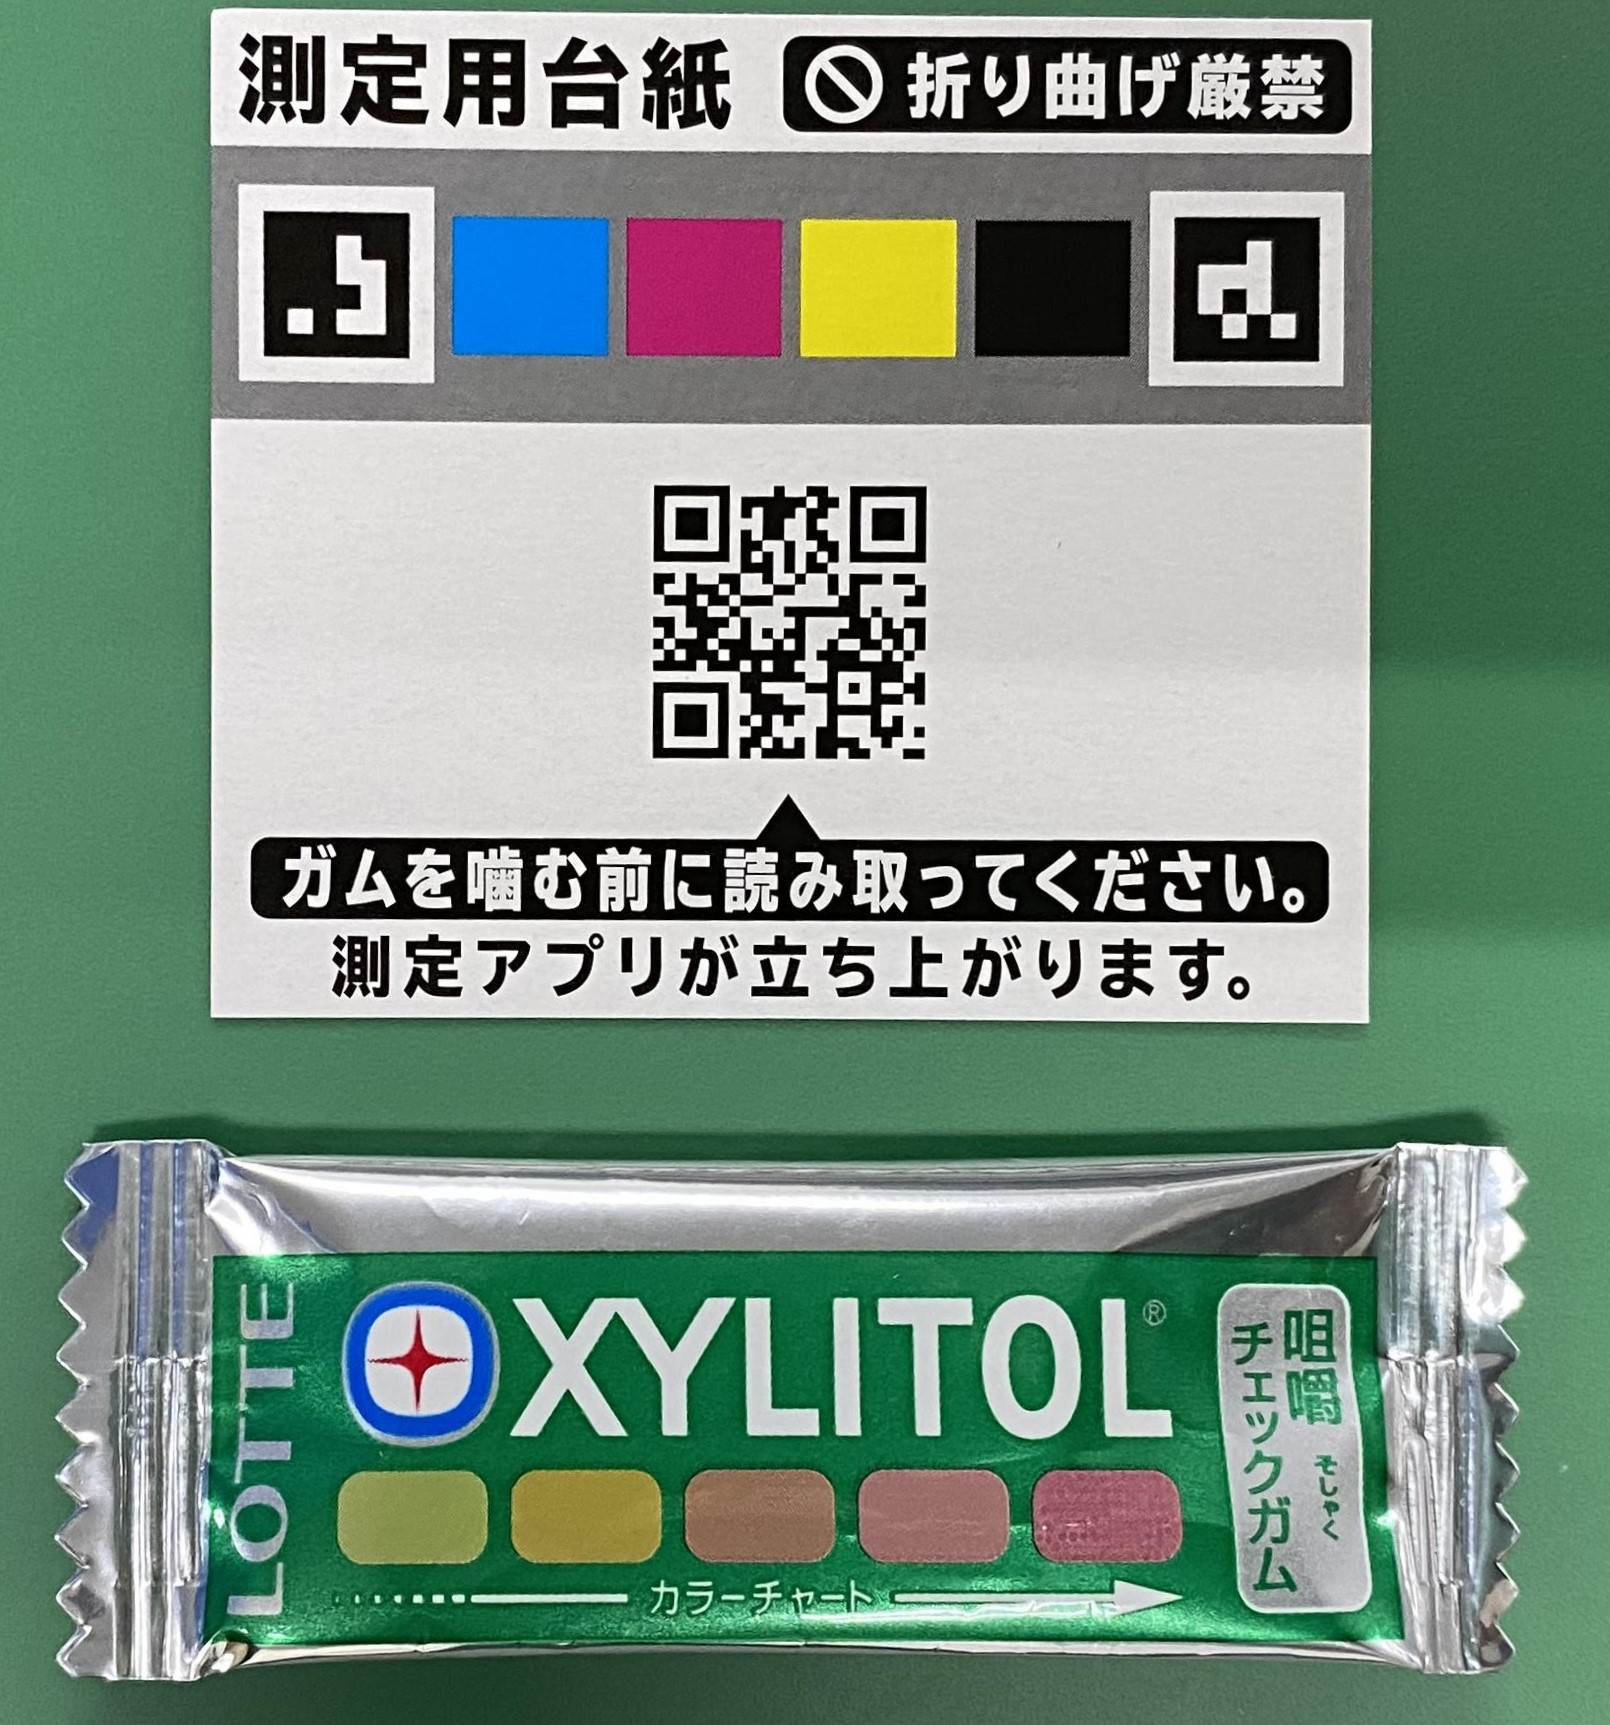 測定用台紙
折り曲げ厳禁
ガムを噛む前に読み取ってください。
測定アプリが立ち上がります。
LOTTE
XYLITOL®
咀嚼
そしゃく
チェックガム
カラーチャート